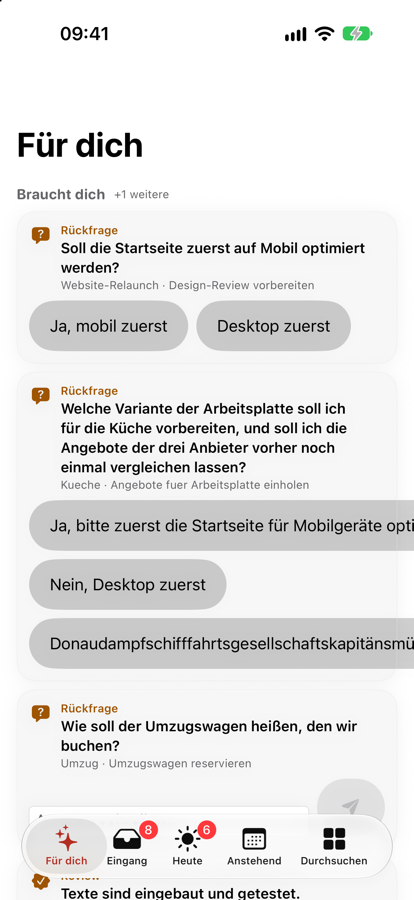 09:41
Für dich
Braucht dich +1 weitere
Rückfrage
Soll die Startseite zuerst auf Mobil optimiert
werden?
Website-Relaunch · Design-Review vorbereiten
Ja, mobil zuerst
Desktop zuerst
Rückfrage
Welche Variante der Arbeitsplatte soll ich
für die Küche vorbereiten, und soll ich die
Angebote der drei Anbieter vorher noch
einmal vergleichen lassen?
Kueche · Angebote fuer Arbeitsplatte einholen
Ja, bitte zuerst die Startseite für Mobilgeräte opti
Nein, Desktop zuerst
Donaudampfschifffahrtsgesellschaftskapitänsmü
Rückfrage
Wie soll der Umzugswagen heißen, den wir
buchen?
Umzug · Umzugswagen reservieren
8
6
Für dich
Eingang
Heute
Anstehend
Durchsuchen
Texte sind eingebaut und getestet.